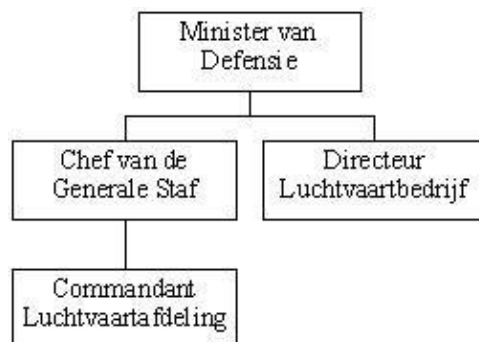 Minister van
Defensie
Chef van de
Generale Staf
Directeur
Luchtvaartbedrijf
Commandant
Luchtvaartafdeling